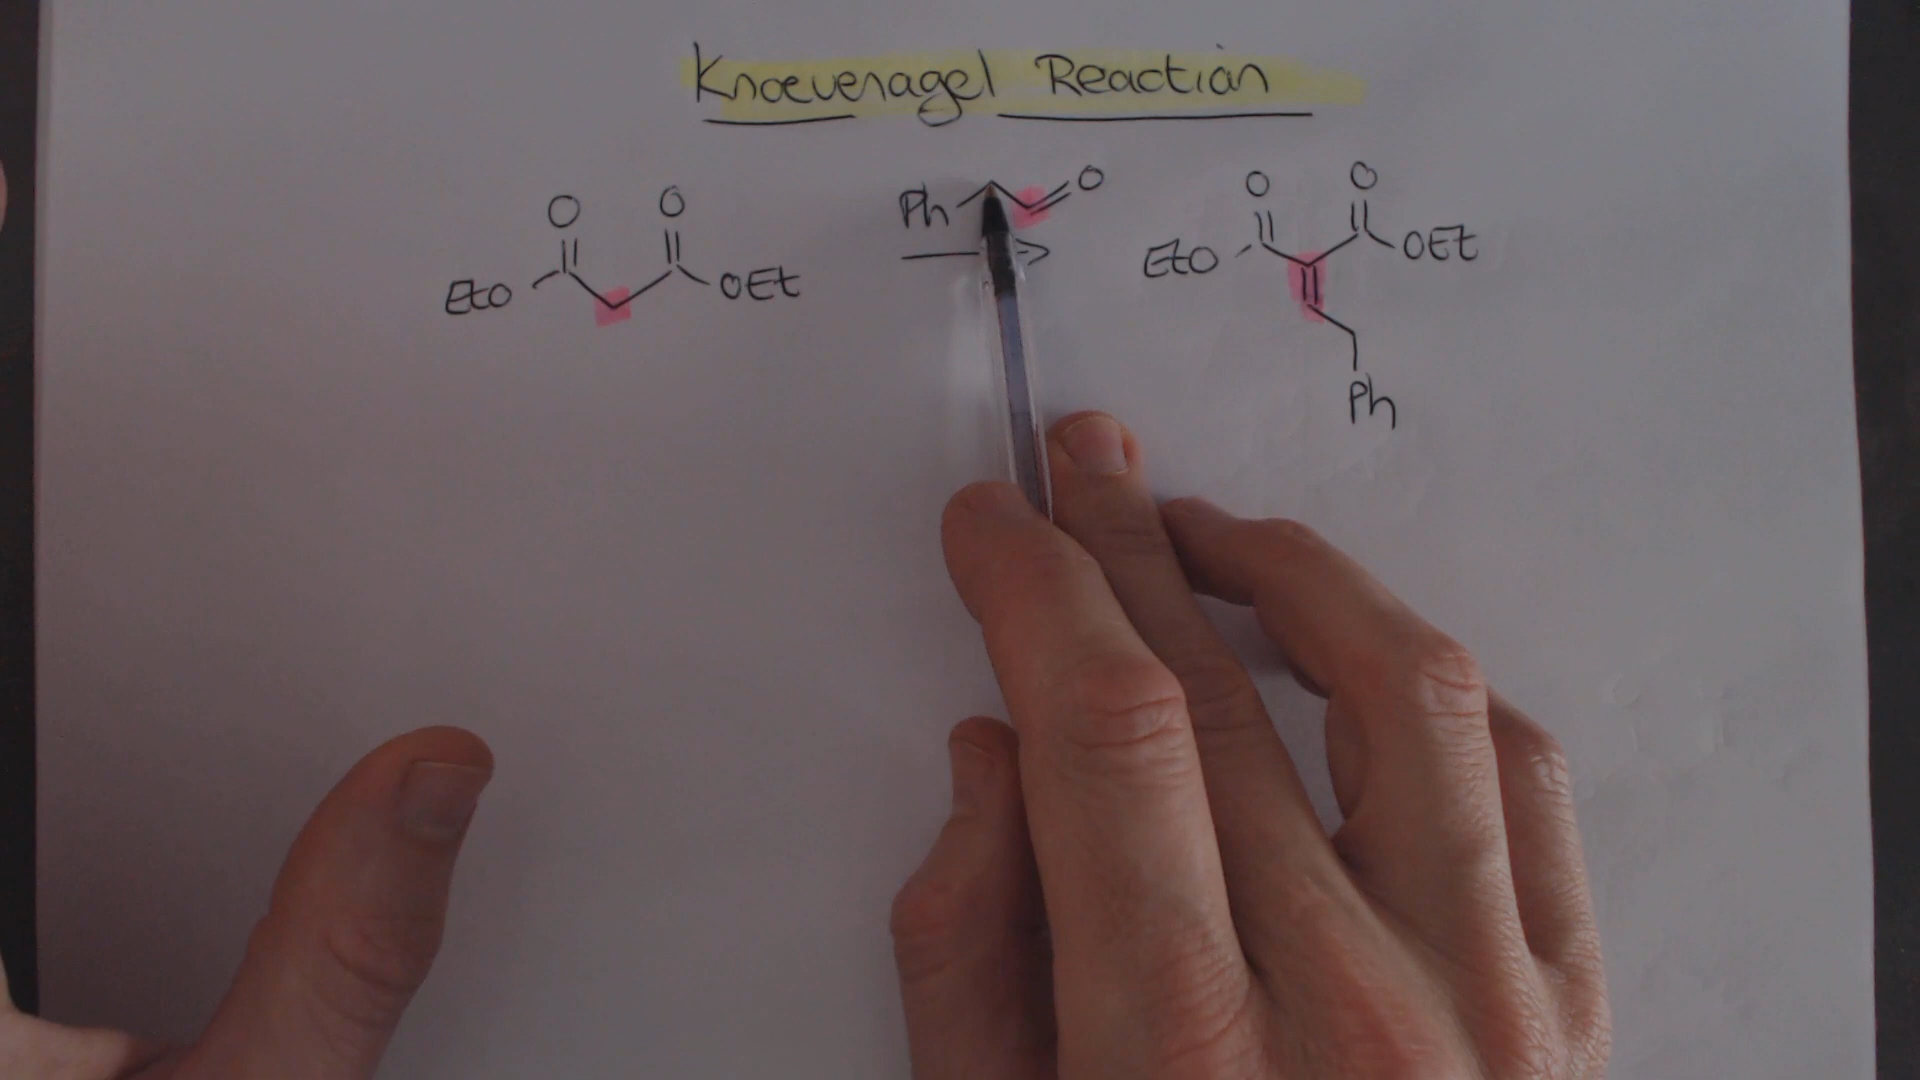 Knoevenagel Reaction
O O Ph O O O
EtO OEt EtO OEt
Ph